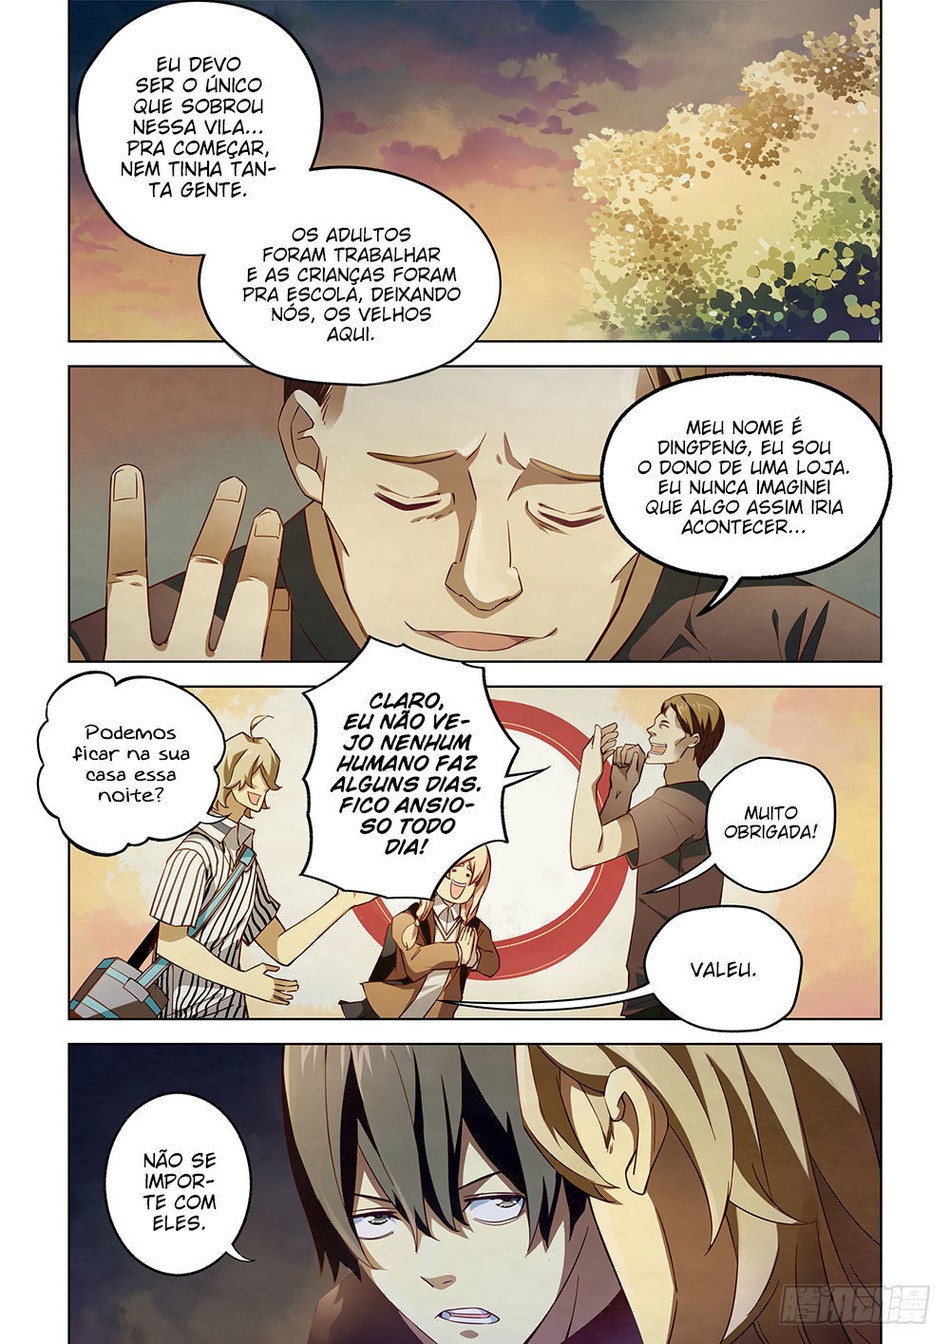 EU DEVO
SER O ÚNICO
QUE SOBROU
NESSA VILA...
PRA COMEÇAR,
NEM TINHA TAN-
TA GENTE.
OS ADULTOS
FORAM TRABALHAR
E AS CRIANÇAS FORAM
PRA ESCOLA, DEIXANDO
NÓS, OS VELHOS
AQUI.
MEU NOME É
DINGPENG, EU SOU
O DONO DE UMA LOJA.
EU NUNCA IMAGINEI
QUE ALGO ASSIM IRIA
ACONTECER...
Podemos
ficar na sua
casa essa
noite?
CLARO,
EU NÃO VE-
JO NENHUM
HUMANO FAZ
ALGUNS DIAS.
FICO ANSIO-
SO TODO
DIA!
MUITO
OBRIGADA!
VALEU.
NÃO SE
IMPOR-
TE COM
ELES.
腾讯动漫